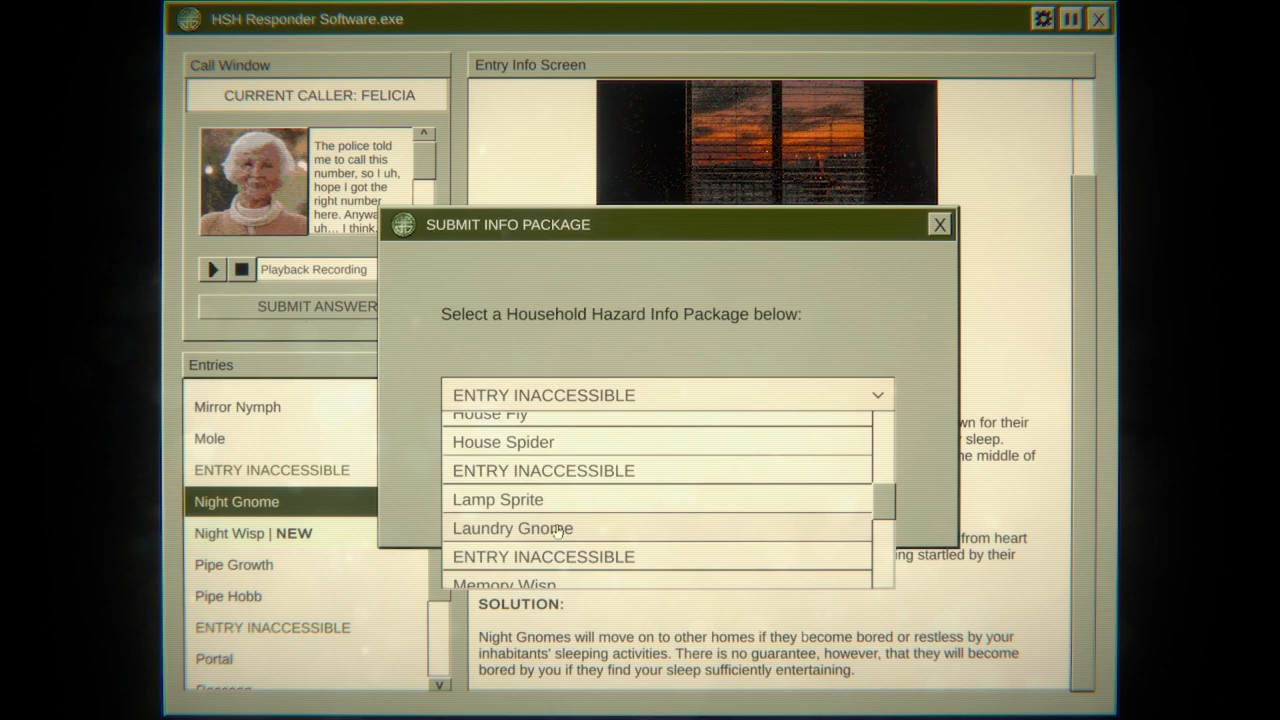 HSH Responder Software.exe
X
Call Window
CURRENT CALLER: FELICIA
The police told
me to call this
number, so I uh,
hope I got the
right number
here. Anywa
uh... I think.
Playback Recording
SUBMIT ANSWER
Entries
Mirror Nymph
Mole
ENTRY INACCESSIBLE
Night Gnome
Night Wisp | NEW
Pipe Growth
Pipe Hobb
ENTRY INACCESSIBLE
Portal
Entry Info Screen
SUBMIT INFO PACKAGE
X
Select a Household Hazard Info Package below:
ENTRY INACCESSIBLE
House Fly
House Spider
ENTRY INACCESSIBLE
Lamp Sprite
Laundry Gnome
ENTRY INACCESSIBLE
Memory Wisp
wn for their
sleep.
he middle of
from heart
ing startled by their
SOLUTION:
Night Gnomes will move on to other homes if they become bored or restless by your
inhabitants' sleeping activities. There is no guarantee, however, that they will become
bored by you if they find your sleep sufficiently entertaining.